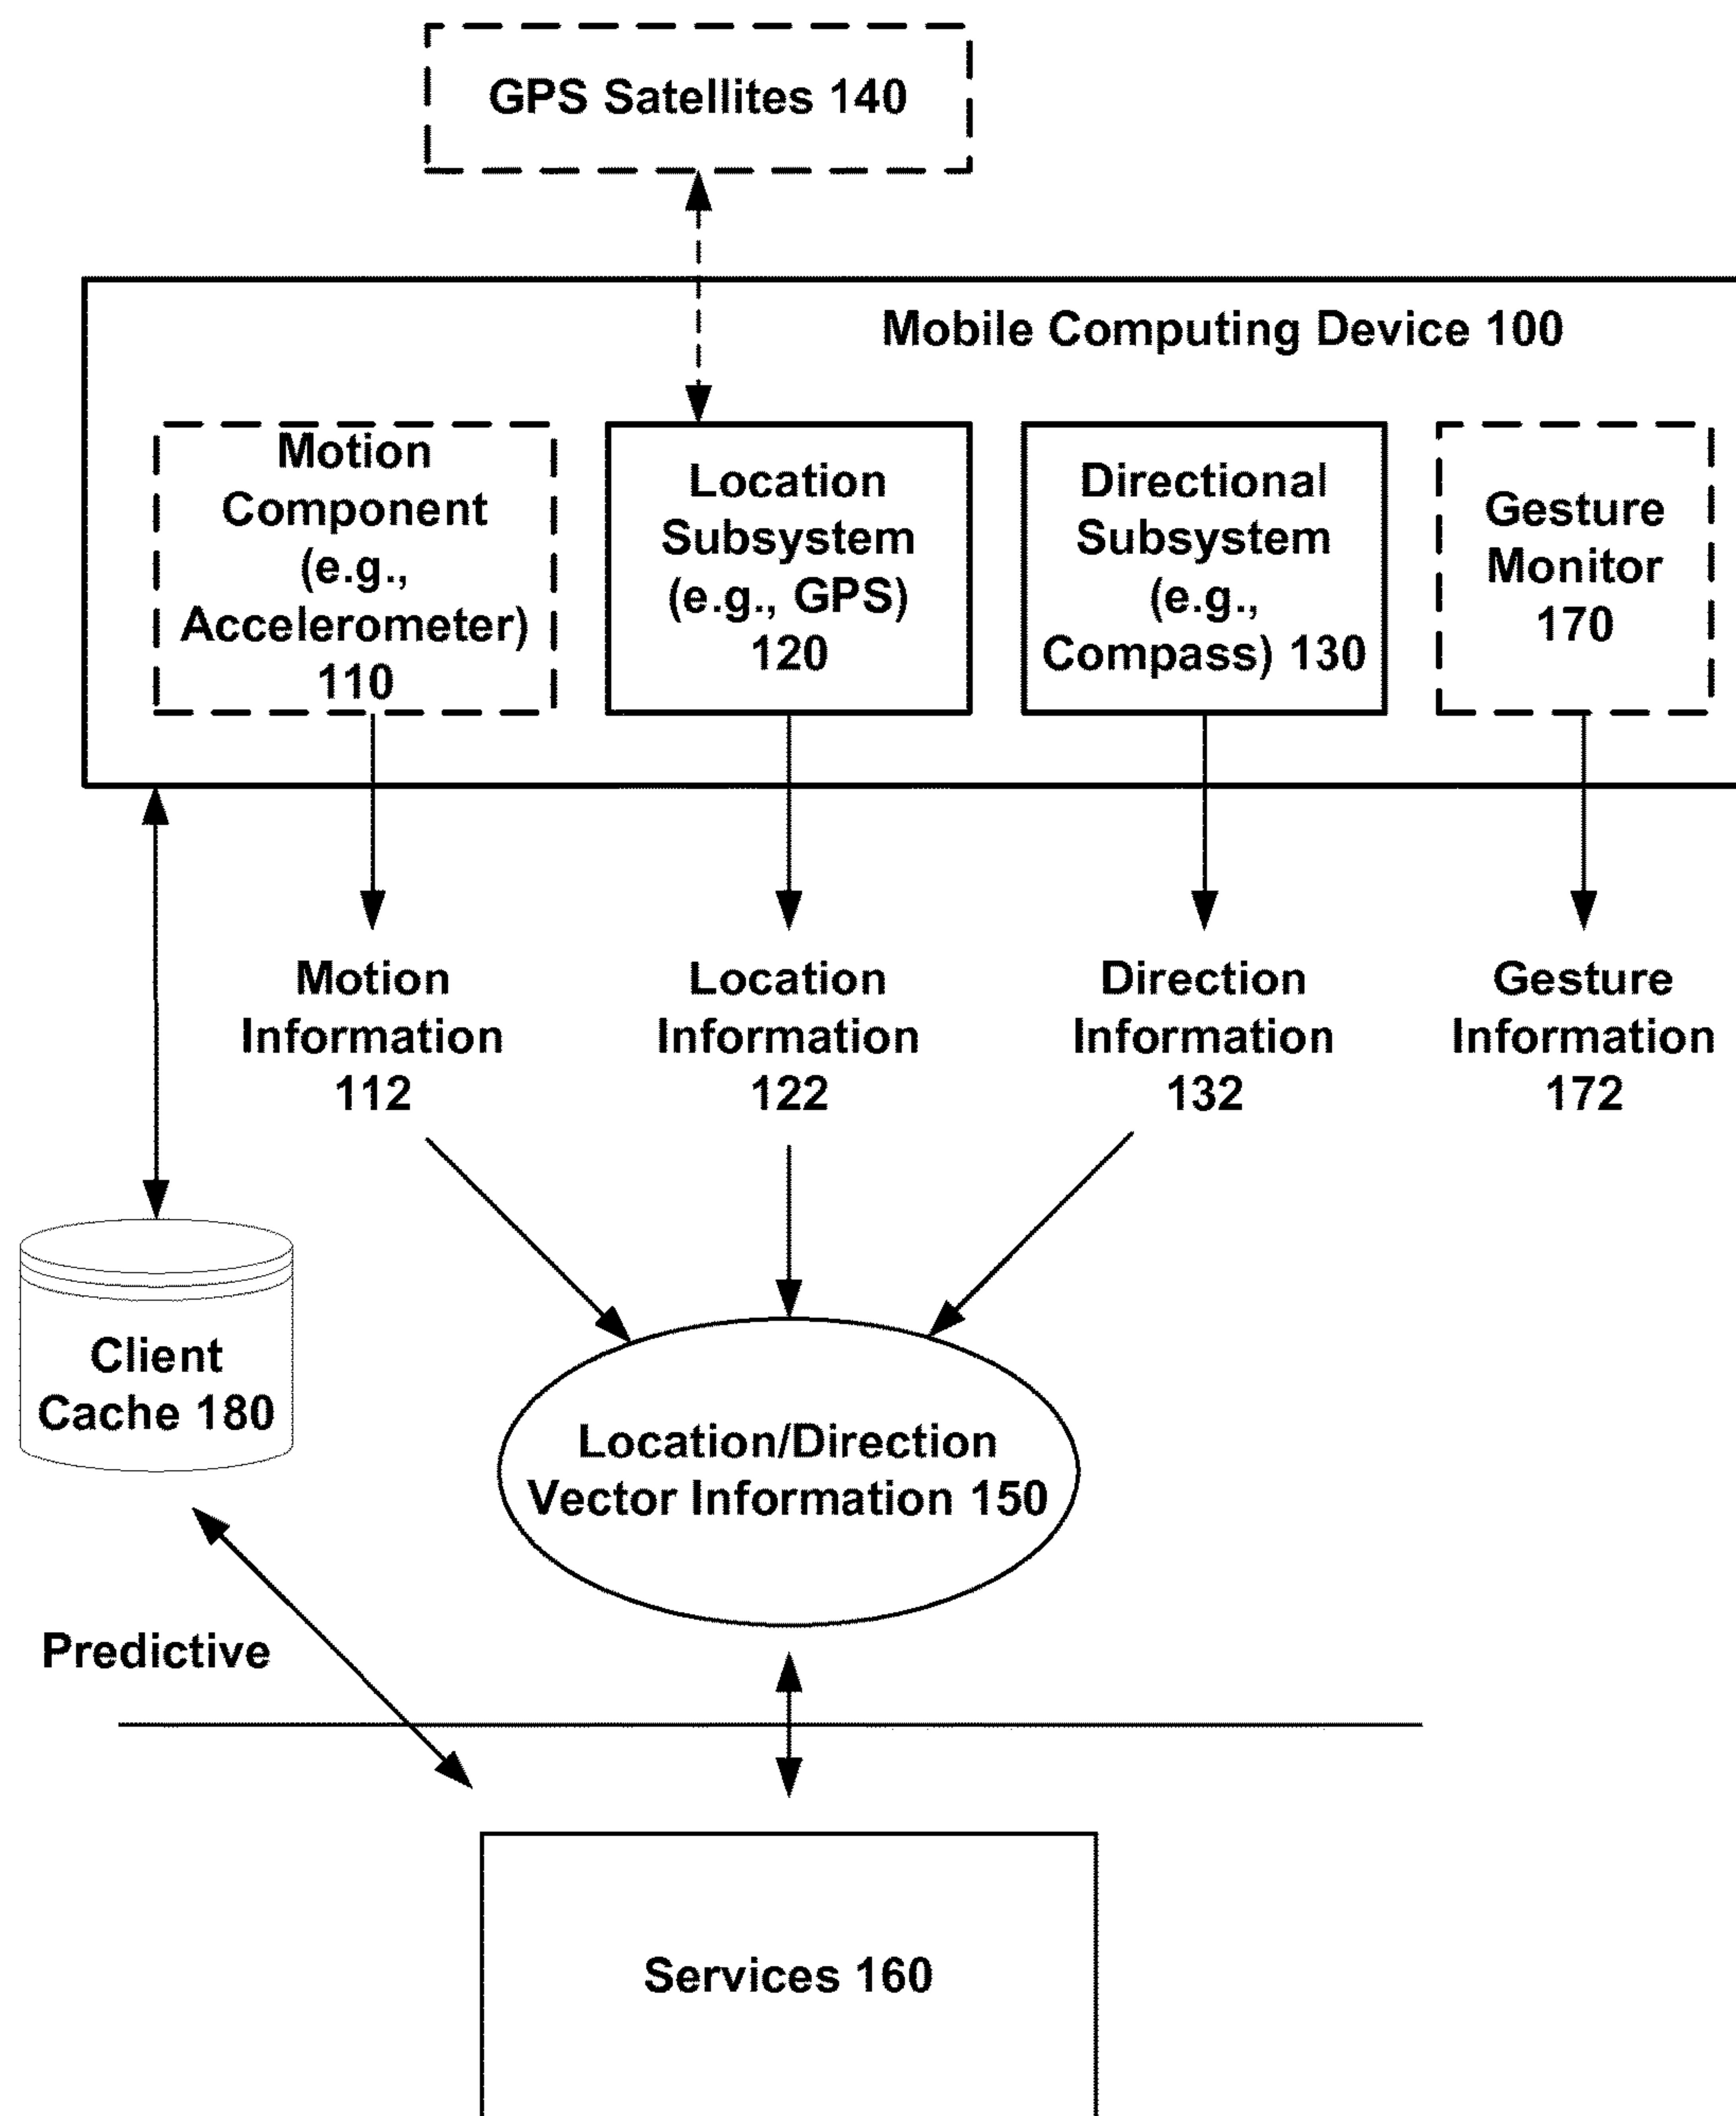 GPS Satellites 140
Mobile Computing Device 100
Motion
Component
(e.g.,
Accelerometer)
110
Location
Subsystem
(e.g., GPS)
120
Directional
Subsystem
(e.g.,
Compass) 130
Gesture
Monitor
170
Motion
Information
112
Location
Information
122
Direction
Information
132
Gesture
Information
172
Client
Cache 180
Location/Direction
Vector Information 150
Predictive
Services 160